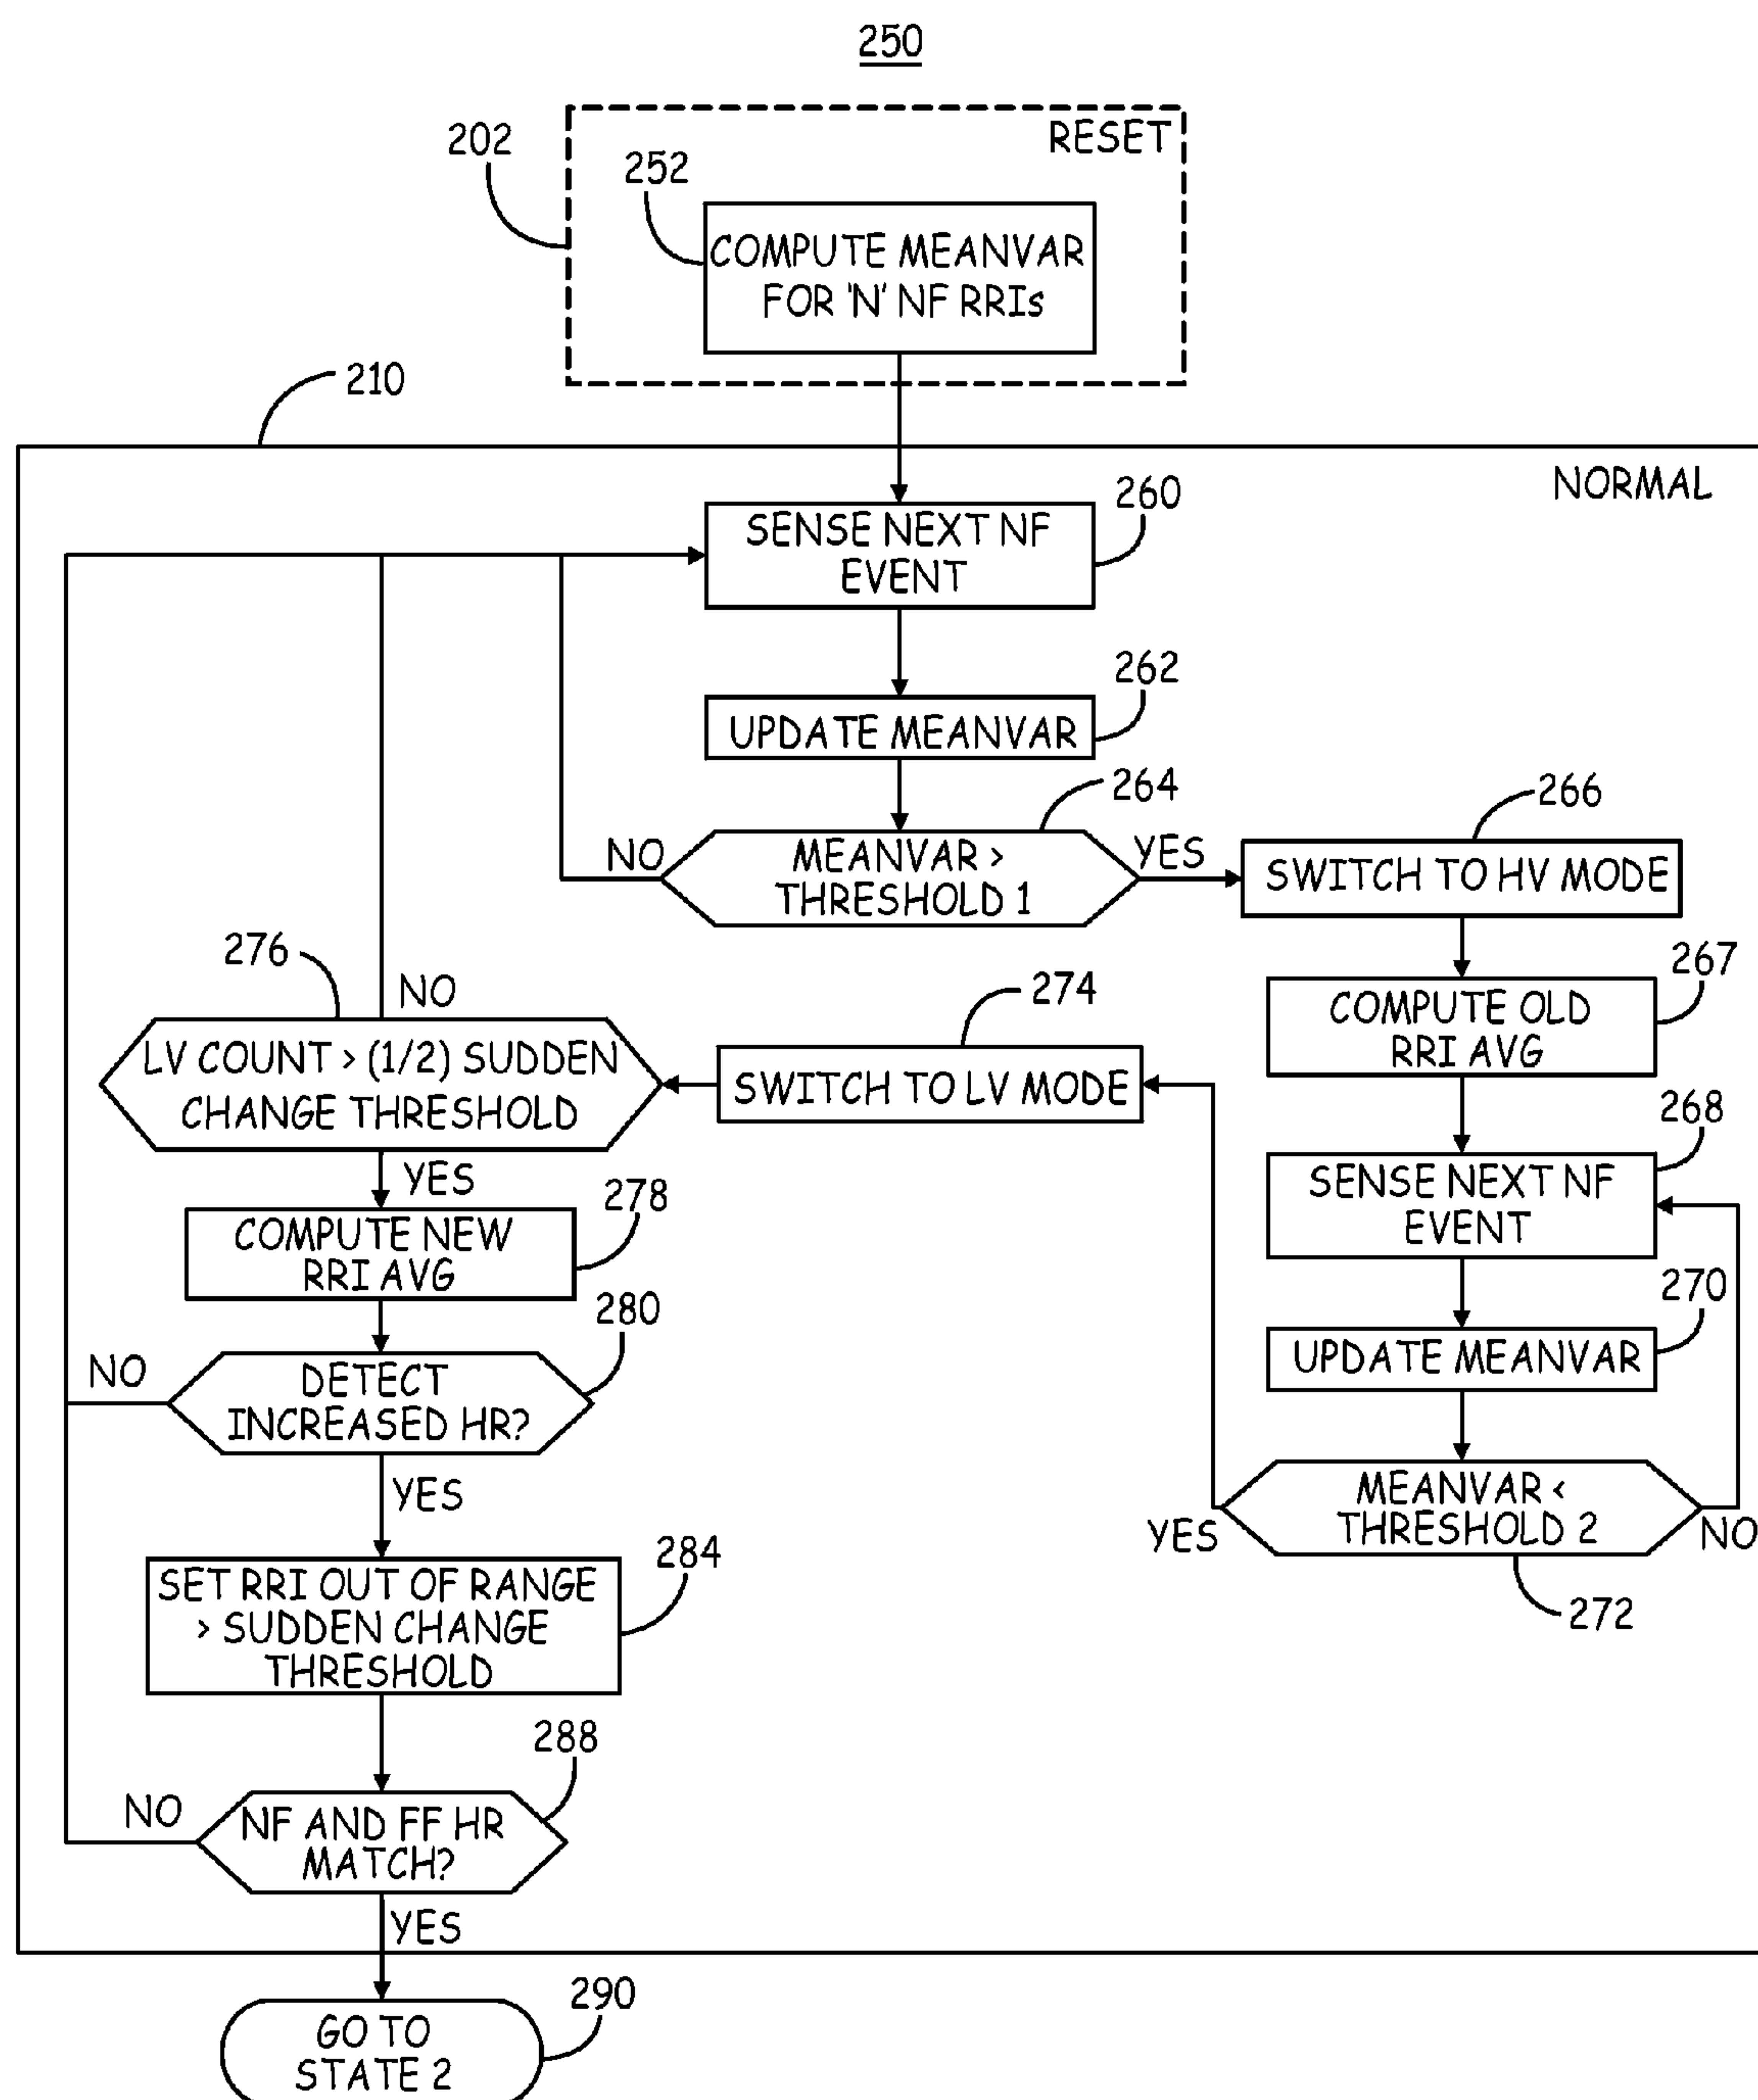 250
202
252
RESET
COMPUTE MEANVAR
FOR 'N' NF RRIs
210
NORMAL
260
SENSE NEXT NF
EVENT
262
UPDATE MEANVAR
264
MEANVAR >
THRESHOLD 1
NO
YES
266
SWITCH TO HV MODE
267
COMPUTE OLD
RRI AVG
268
SENSE NEXT NF
EVENT
270
UPDATE MEANVAR
MEANVAR <
THRESHOLD 2
YES
NO
272
274
SWITCH TO LV MODE
276
NO
LV COUNT > (1/2) SUDDEN
CHANGE THRESHOLD
YES
278
COMPUTE NEW
RRI AVG
280
NO
DETECT
INCREASED HR?
YES
284
SET RRI OUT OF RANGE
> SUDDEN CHANGE
THRESHOLD
288
NO
NF AND FF HR
MATCH?
YES
290
GO TO
STATE 2